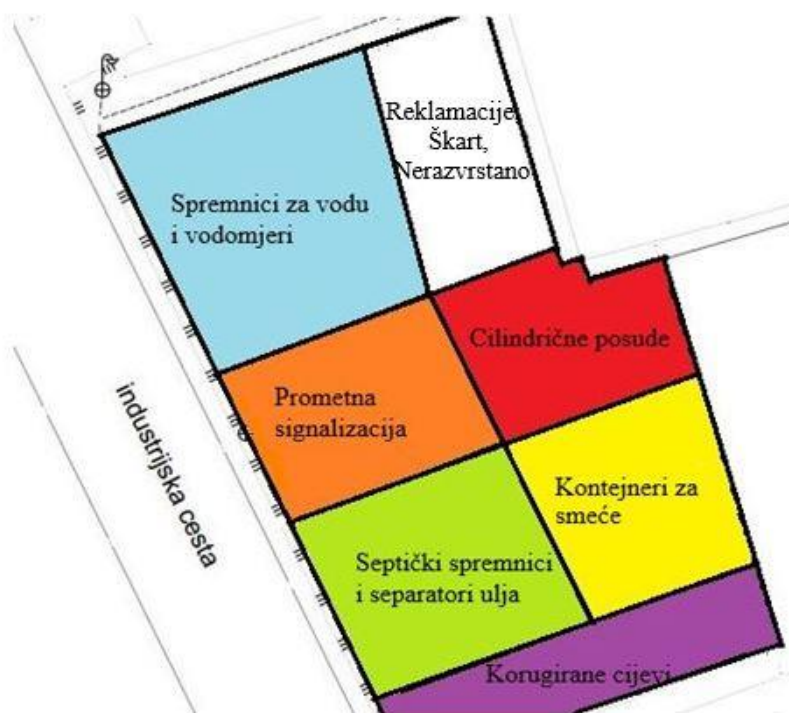 Reklamacije,
Škart,
Nerazvrstano
Spremnici za vodu
i vodomjeri
Cilindrične posude
Prometna
signalizacija
industrijska cesta
Kontejneri za
smeće
Septički spremnici
i separatori ulja
Korugirane cijevi